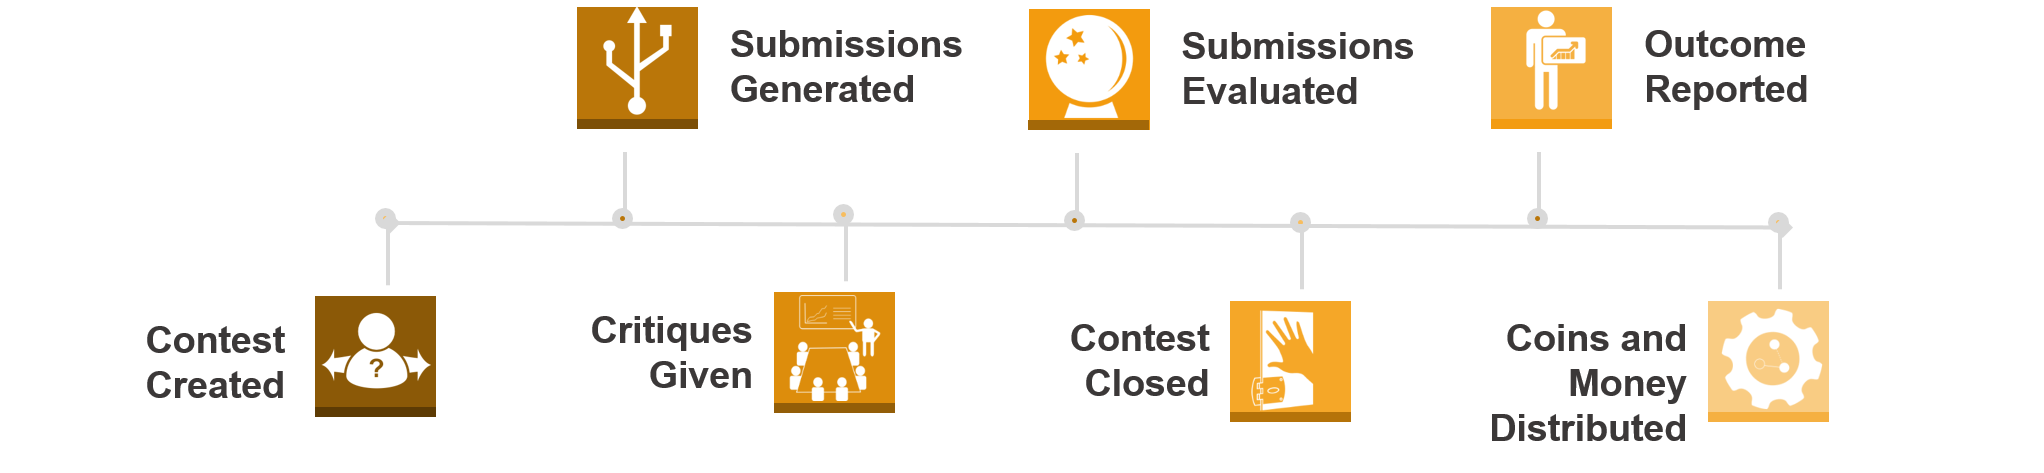 Submissions
Generated
Submissions
Evaluated
Outcome
Reported
Contest
Created
?
Critiques
Given
Contest
Closed
Coins and
Money
Distributed